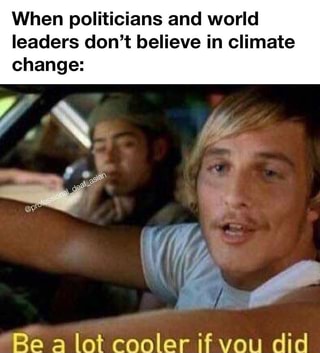 When politicians and world
leaders don't believe in climate
change:
Be a lot cooler if you did